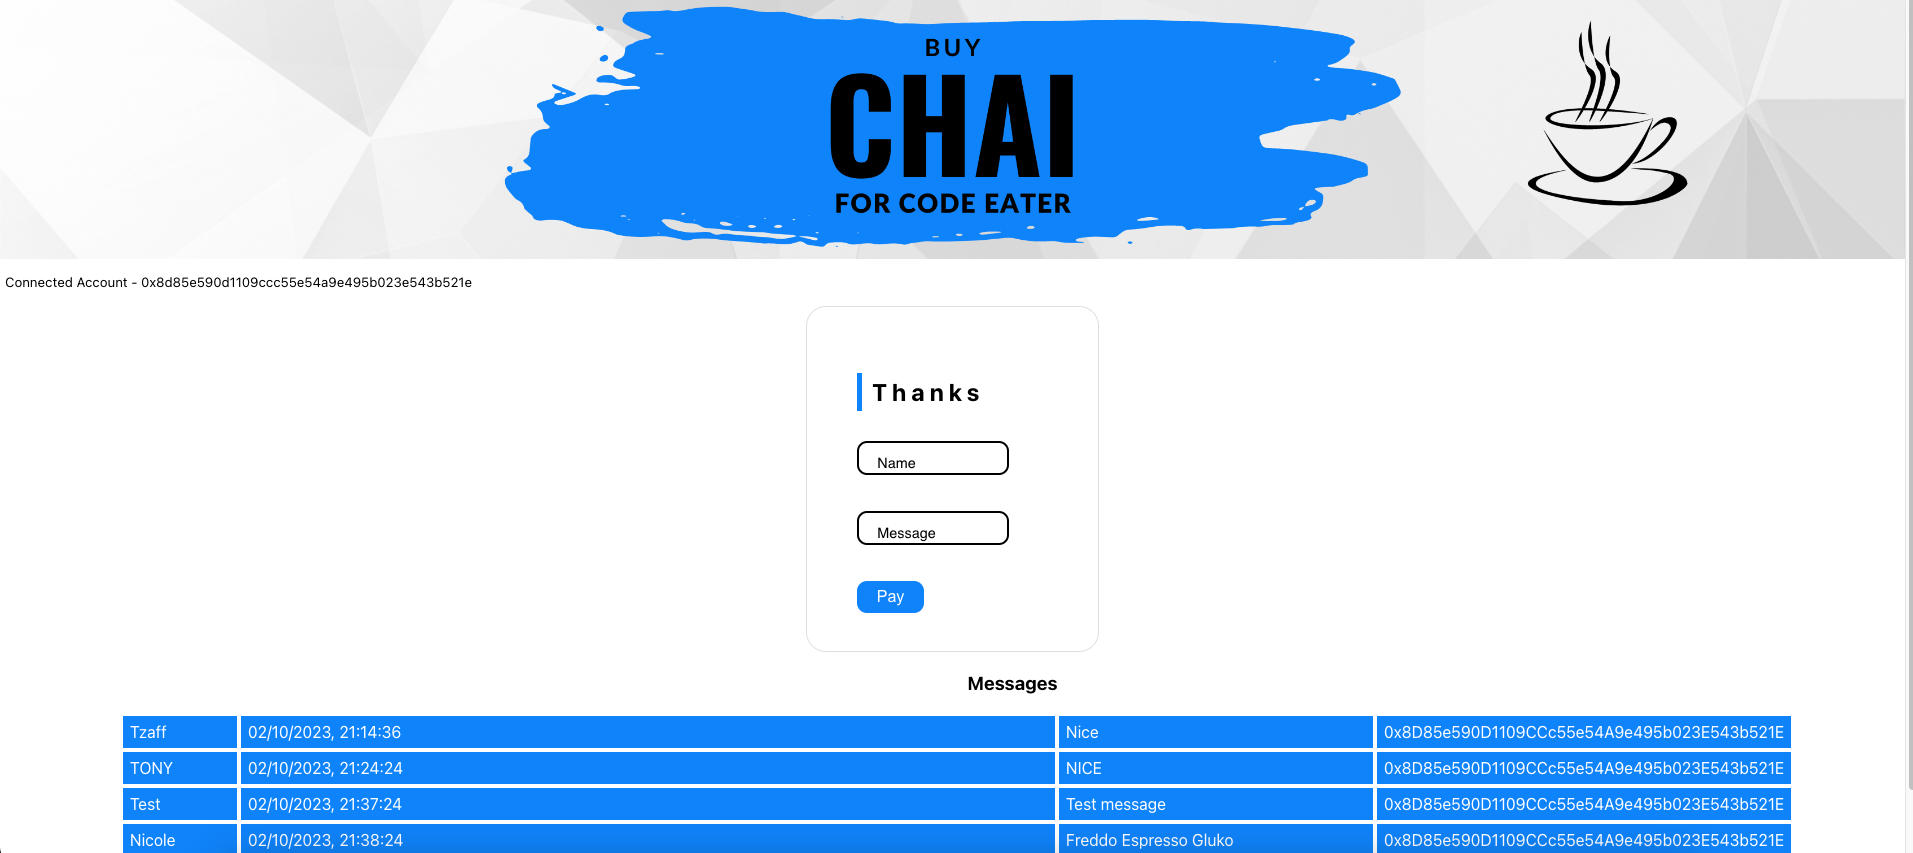 BUY
CHAI
FOR CODE EATER
Connected Account - 0x8d85e590d1109ccc55e54a9e495b023e543b521e
Thanks
Name
Message
Pay
Messages
Tzaff 02/10/2023, 21:14:36 Nice 0x8D85e590D1109CCc55e54A9e495b023E543b521E
TONY 02/10/2023, 21:24:24 NICE 0x8D85e590D1109CCc55e54A9e495b023E543b521E
Test 02/10/2023, 21:37:24 Test message 0x8D85e590D1109CCc55e54A9e495b023E543b521E
Nicole 02/10/2023, 21:38:24 Freddo Espresso Gluko 0x8D85e590D1109CCc55e54A9e495b023E543b521E